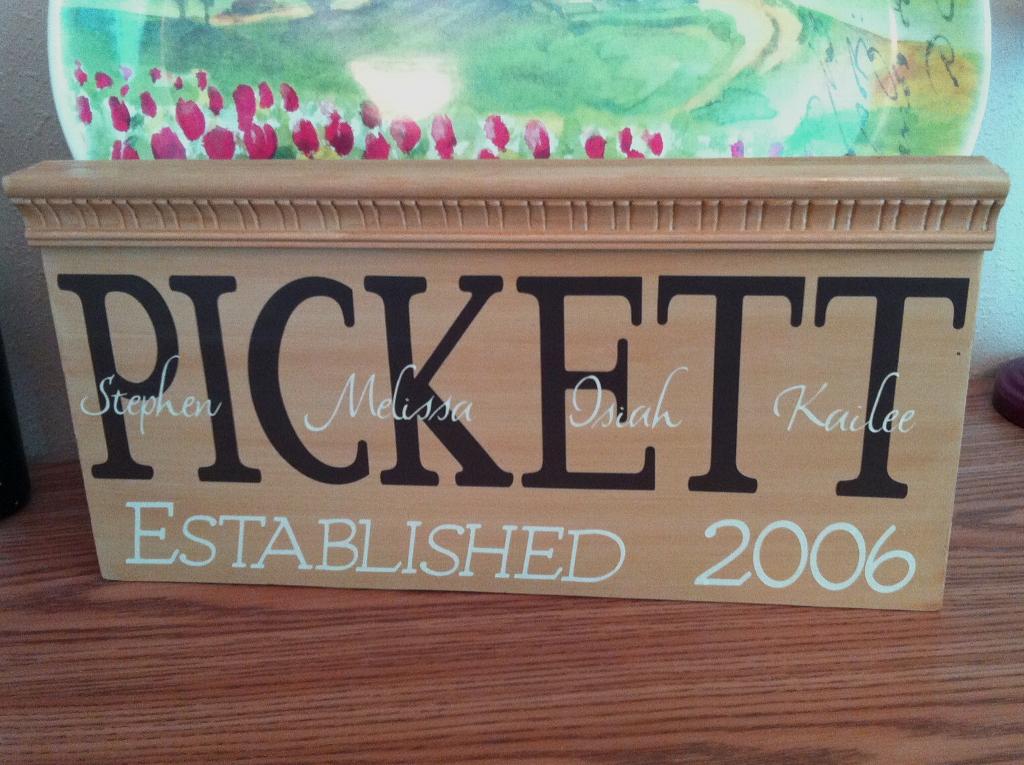 PICKETT
Stephen Melissa Isiah Kailee
ESTABLISHED 2006